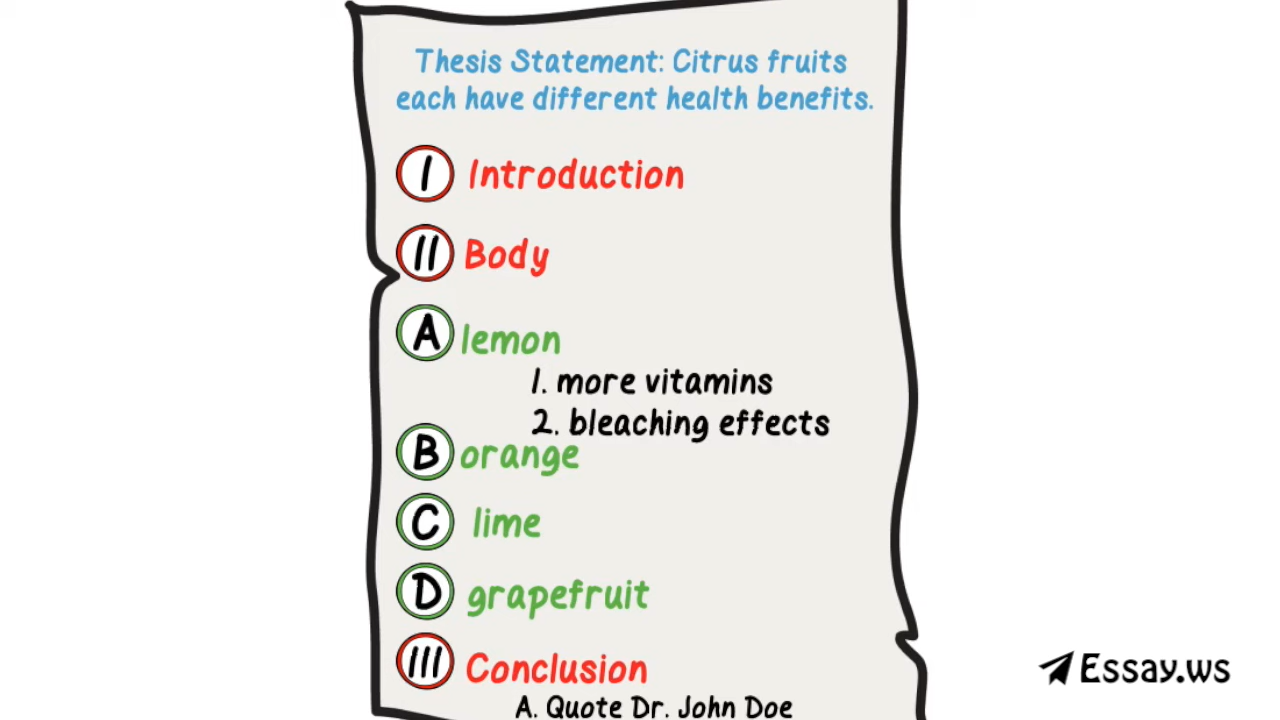 Thesis Statement: Citrus fruits
each have different health benefits.
I Introduction
II Body
A lemon
1. more vitamins
2. bleaching effects
B orange
C lime
D grapefruit
III Conclusion
A. Quote Dr. John Doe
Essay.ws